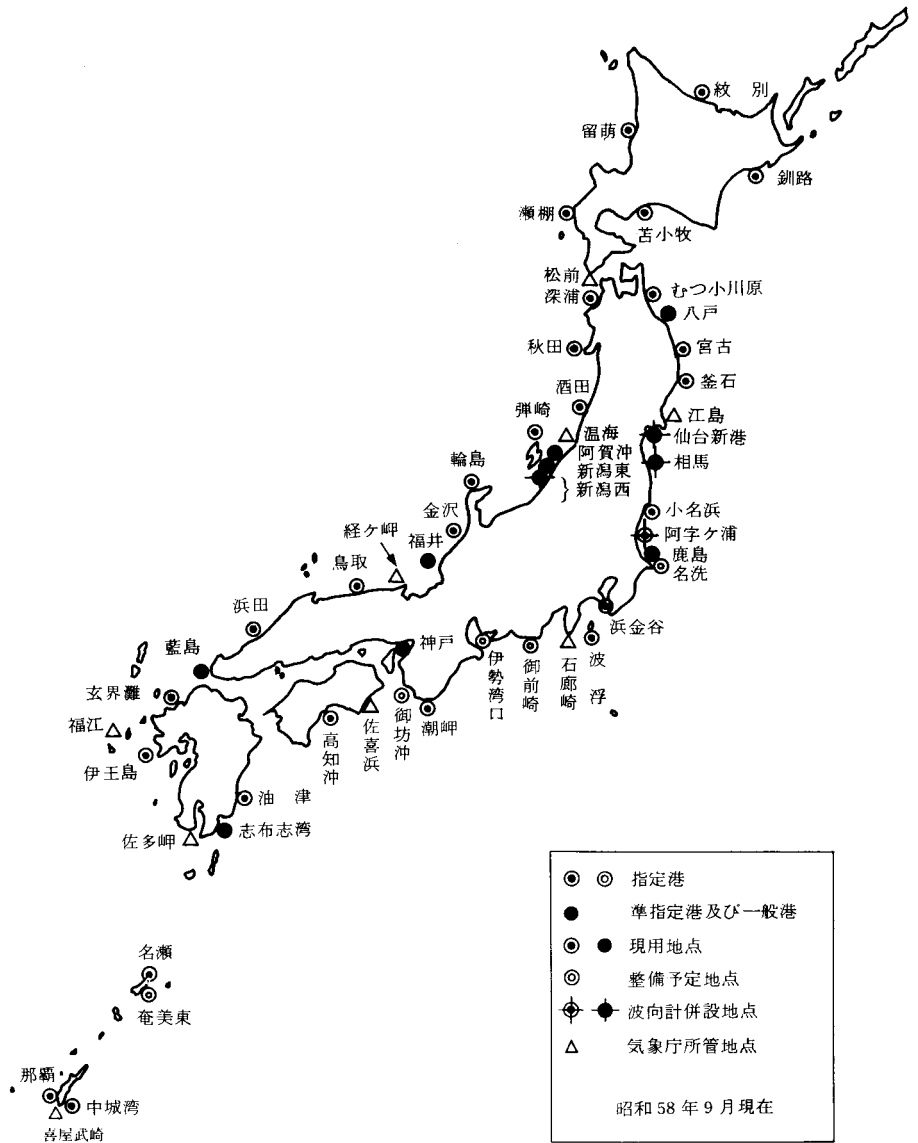 紋 別
留萌
釧路
瀬棚
苫小牧
松前
深浦
むつ小川原
八戸
秋田
宮古
釜石
酒田
弾崎
江島
温海
仙台新港
阿賀沖
新潟東
新潟西
相馬
輪島
小名浜
金沢
阿字ケ浦
経ケ岬
福井
鹿島
名洗
鳥取
浜田
浜金谷
藍島
神戸
伊勢湾口
御前崎
石廊崎
波浮
玄界灘
福江
高知沖
佐喜浜
御坊沖
潮岬
伊王島
油 津
志布志湾
佐多岬
名瀬
奄美東
那覇
中城湾
喜屋武崎
指定港
準指定港及び一般港
現用地点
整備予定地点
波向計併設地点
気象庁所管地点
昭和58年9月現在